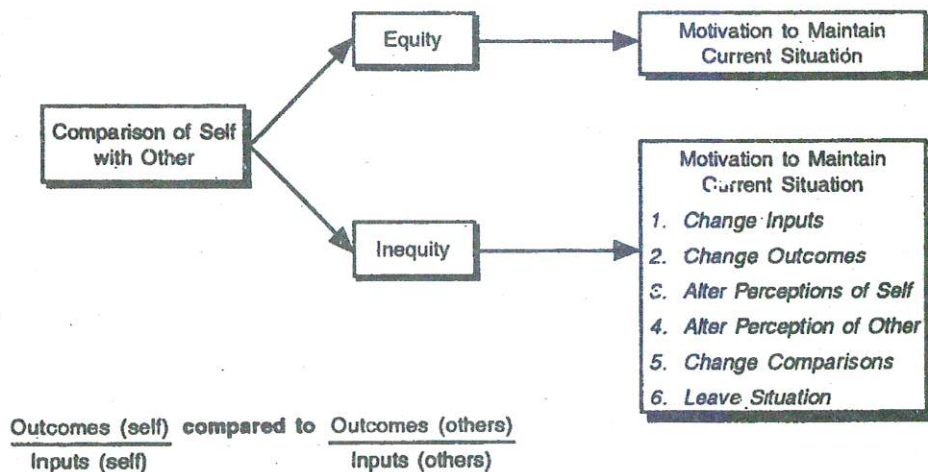 Equity
Motivation to Maintain
Current Situation
Comparison of Self
with Other
Inequity
Motivation to Maintain
Current Situation
1. Change Inputs
2. Change Outcomes
3. Alter Perceptions of Self
4. Alter Perception of Other
5. Change Comparisons
6. Leave Situation
Outcomes (self) compared to Outcomes (others)
Inputs (self) Inputs (others)